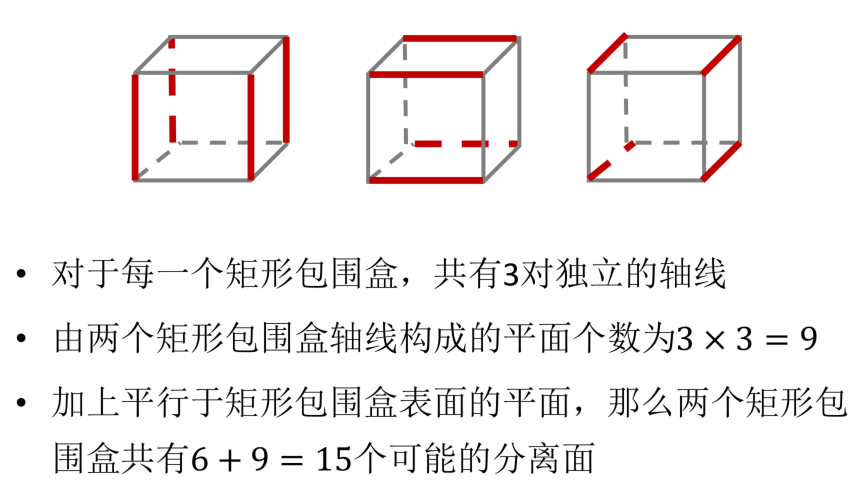 • 对于每一个矩形包围盒，共有3对独立的轴线
• 由两个矩形包围盒轴线构成的平面个数为3 × 3 = 9
• 加上平行于矩形包围盒表面的平面，那么两个矩形包
围盒共有6 + 9 = 15个可能的分离面